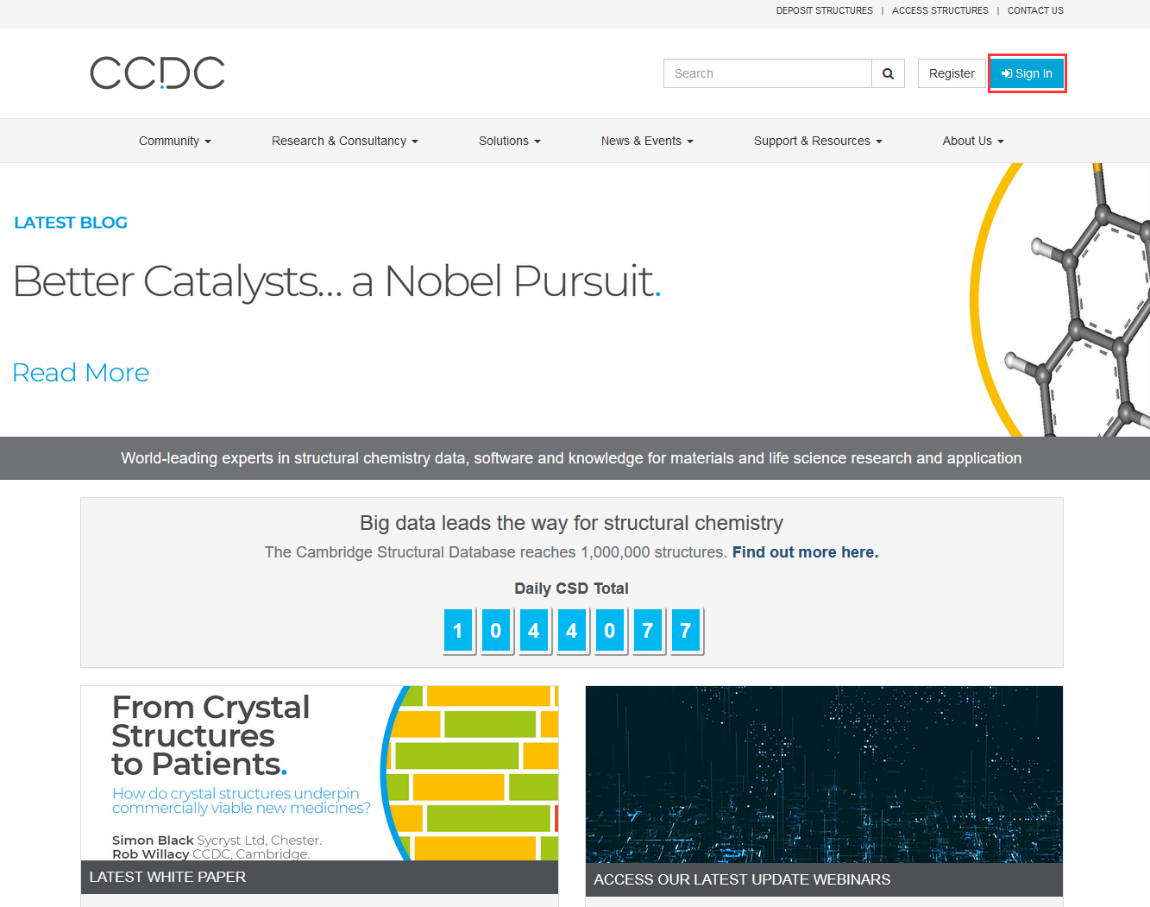 DEPOSIT STRUCTURES | ACCESS STRUCTURES | CONTACT US
CCDC
Search
Register
Sign In
Community
Research & Consultancy
Solutions
News & Events
Support & Resources
About Us
LATEST BLOG
Better Catalysts... a Nobel Pursuit.
Read More
World-leading experts in structural chemistry data, software and knowledge for materials and life science research and application
Big data leads the way for structural chemistry
The Cambridge Structural Database reaches 1,000,000 structures. Find out more here.
Daily CSD Total
1 0 4 4 0 7 7
From Crystal
Structures
to Patients.
How do crystal structures underpin
commercially viable new medicines?
Simon Black Sycryst Ltd, Chester.
Rob Willacy CCDC, Cambridge.
LATEST WHITE PAPER
ACCESS OUR LATEST UPDATE WEBINARS